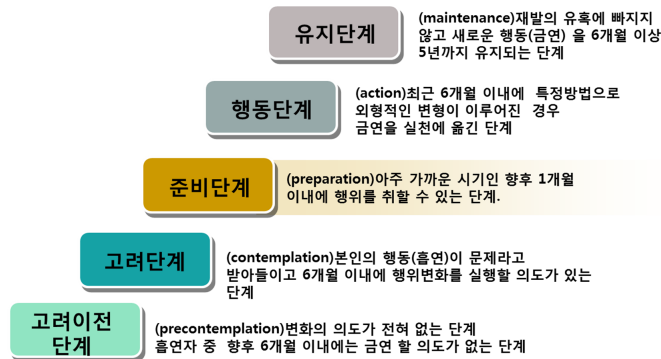 유지단계
(maintenance)재발의 유혹에 빠지지
않고 새로운 행동(금연) 을 6개월 이상
5년까지 유지되는 단계
행동단계
(action)최근 6개월 이내에 특정방법으로
외형적인 변형이 이루어진 경우
금연을 실천에 옮긴 단계
준비단계
(preparation)아주 가까운 시기인 향후 1개월
이내에 행위를 취할 수 있는 단계.
고려단계
(contemplation)본인의 행동(흡연)이 문제라고
받아들이고 6개월 이내에 행위변화를 실행할 의도가 있는
단계
고려이전
단계
(precontemplation)변화의 의도가 전혀 없는 단계
흡연자 중 향후 6개월 이내에는 금연 할 의도가 없는 단계